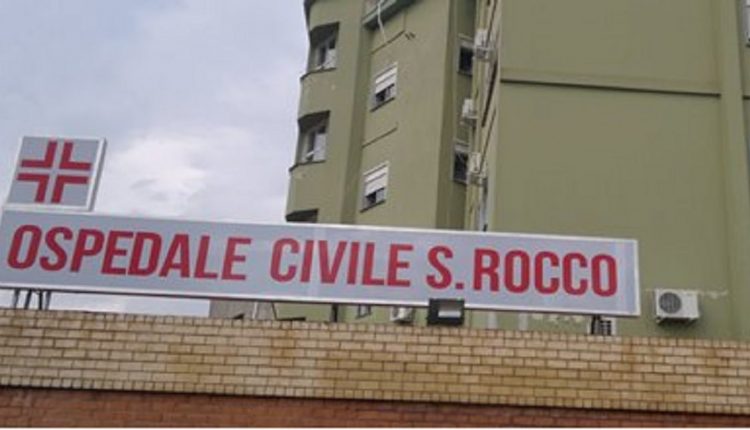 OSPEDALE CIVILE S. ROCCO